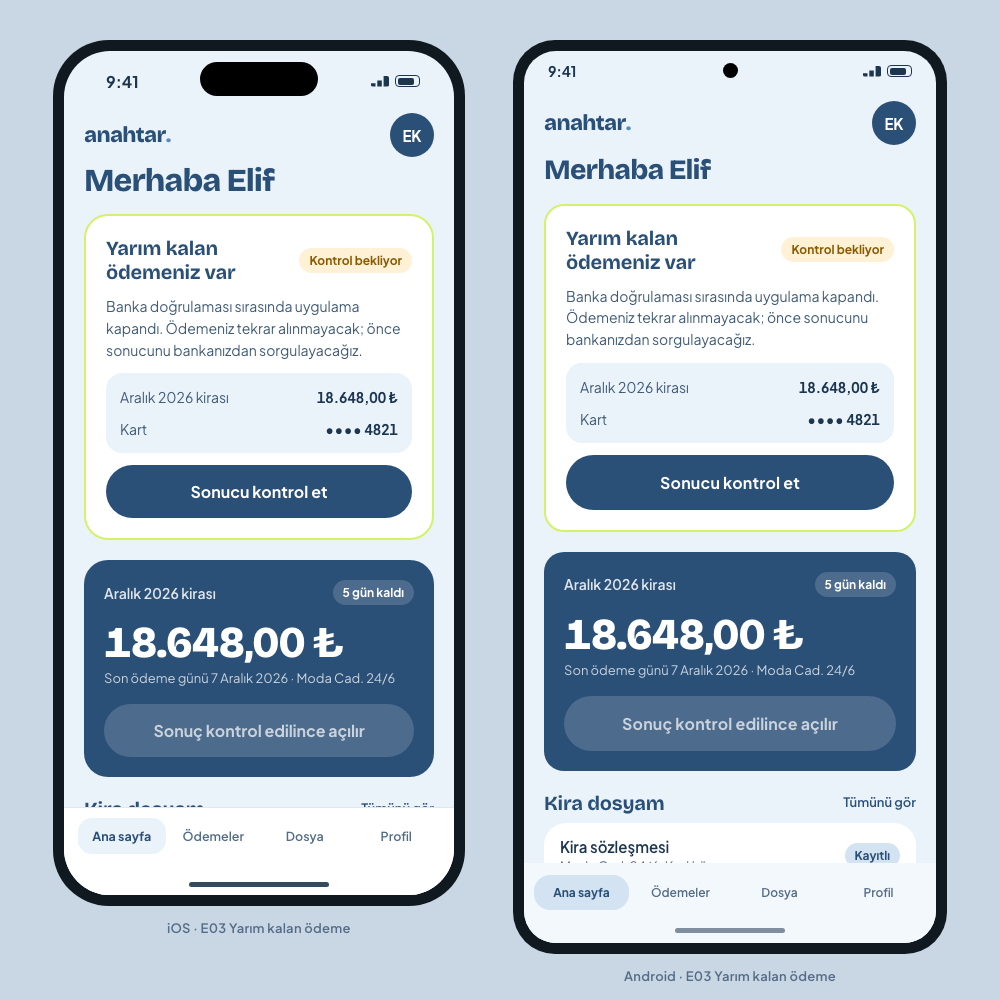 9:41
anahtar.
EK
Merhaba Elif
Yarım kalan
ödemeniz var
Kontrol bekliyor
Banka doğrulaması sırasında uygulama
kapandı. Ödemeniz tekrar alınmayacak; önce
sonucunu bankanızdan sorgulayacağız.
Aralık 2026 kirası
18.648,00 ₺
Kart
●●●● 4821
Sonucu kontrol et
Aralık 2026 kirası
5 gün kaldı
18.648,00 ₺
Son ödeme günü 7 Aralık 2026 · Moda Cad. 24/6
Sonuç kontrol edilince açılır
Kira dosyam
Tümünü gör
Ana sayfa
Ödemeler
Dosya
Profil
iOS · E03 Yarım kalan ödeme
9:41
anahtar.
EK
Merhaba Elif
Yarım kalan
ödemeniz var
Kontrol bekliyor
Banka doğrulaması sırasında uygulama kapandı.
Ödemeniz tekrar alınmayacak; önce sonucunu
bankanızdan sorgulayacağız.
Aralık 2026 kirası
18.648,00 ₺
Kart
●●●● 4821
Sonucu kontrol et
Aralık 2026 kirası
5 gün kaldı
18.648,00 ₺
Son ödeme günü 7 Aralık 2026 · Moda Cad. 24/6
Sonuç kontrol edilince açılır
Kira dosyam
Tümünü gör
Kira sözleşmesi
Kayıtlı
Ana sayfa
Ödemeler
Dosya
Profil
Android · E03 Yarım kalan ödeme